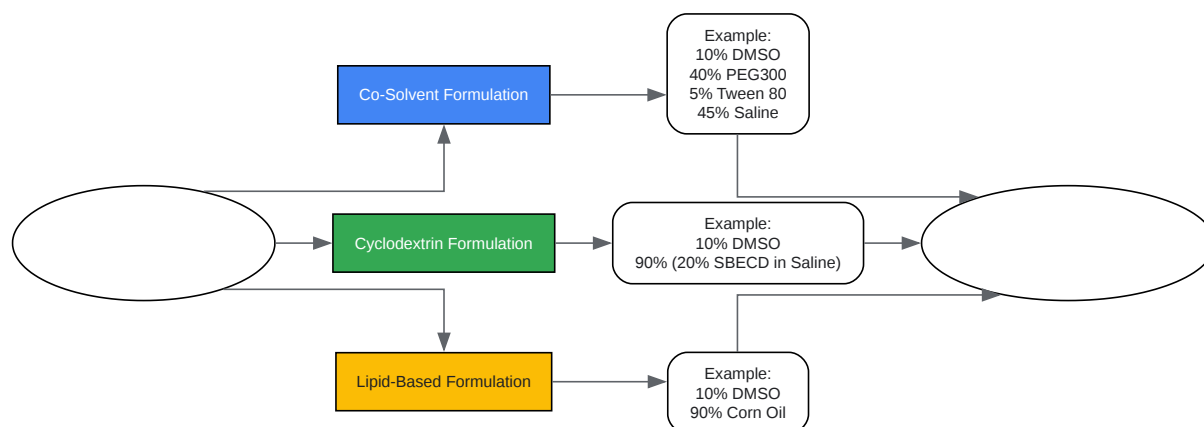 Co-Solvent Formulation
Example:
10% DMSO
40% PEG300
5% Tween 80
45% Saline
Cyclodextrin Formulation
Example:
10% DMSO
90% (20% SBECD in Saline)
Lipid-Based Formulation
Example:
10% DMSO
90% Corn Oil